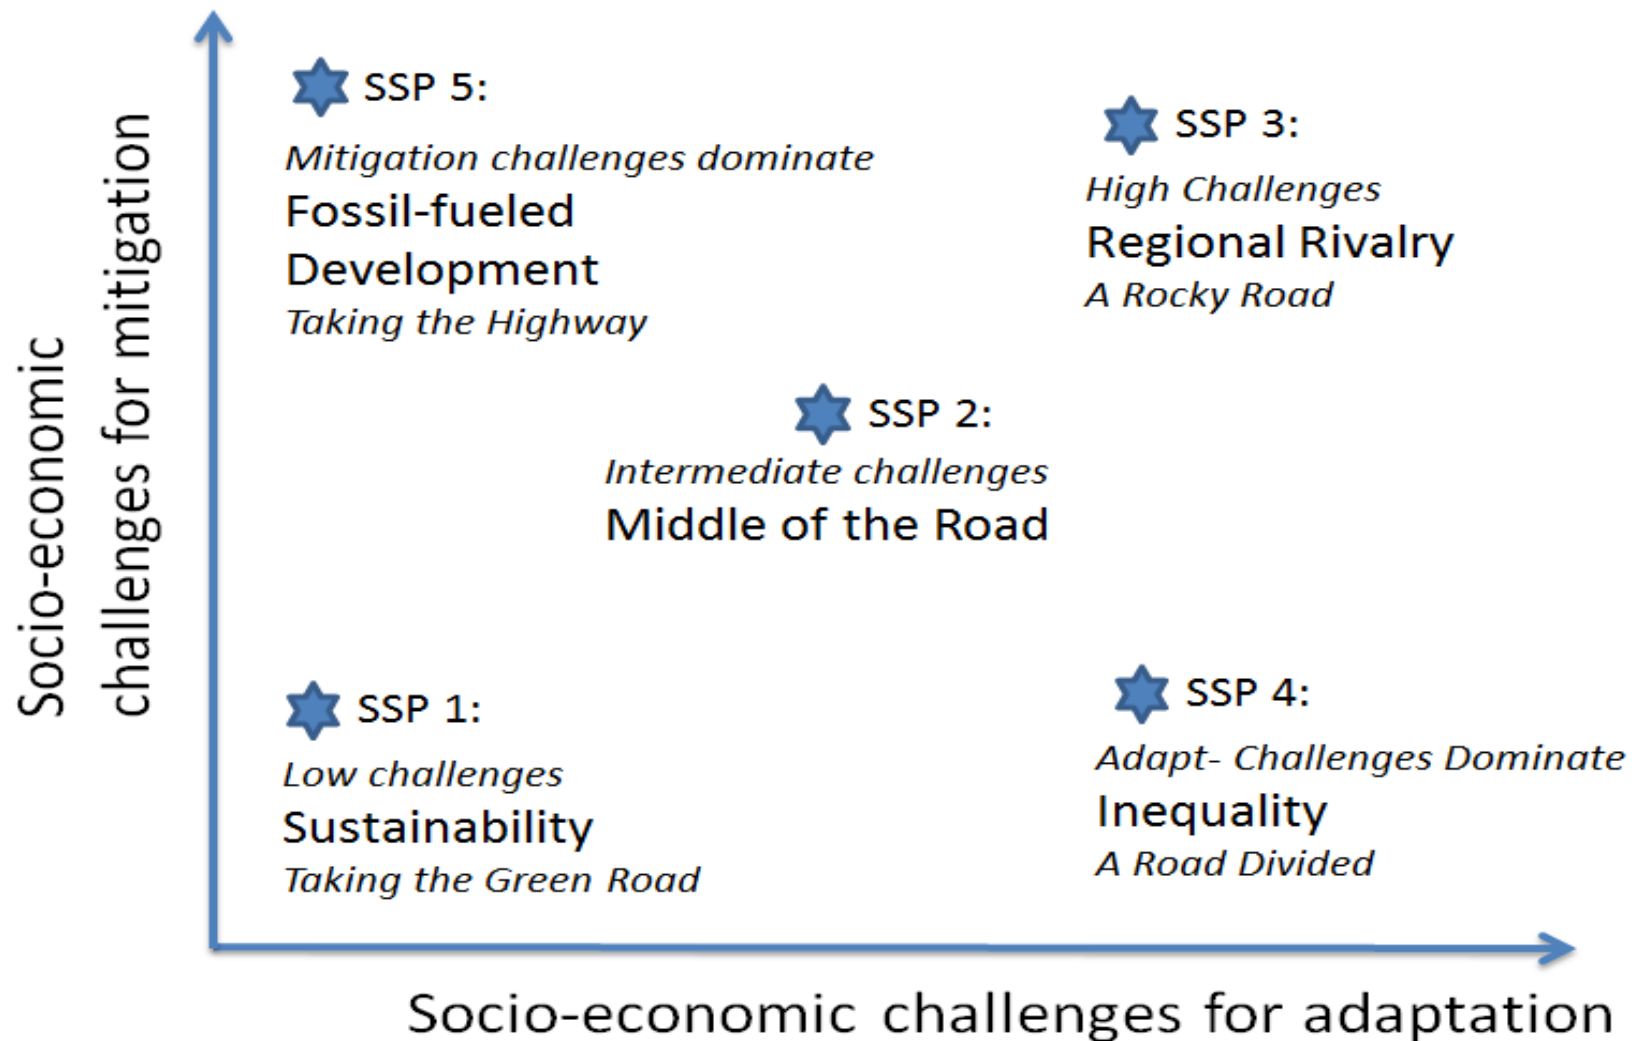 Socio-economic
challenges for mitigation
SSP 5:
Mitigation challenges dominate
Fossil-fueled
Development
Taking the Highway
SSP 3:
High Challenges
Regional Rivalry
A Rocky Road
SSP 2:
Intermediate challenges
Middle of the Road
SSP 1:
Low challenges
Sustainability
Taking the Green Road
SSP 4:
Adapt- Challenges Dominate
Inequality
A Road Divided
Socio-economic challenges for adaptation